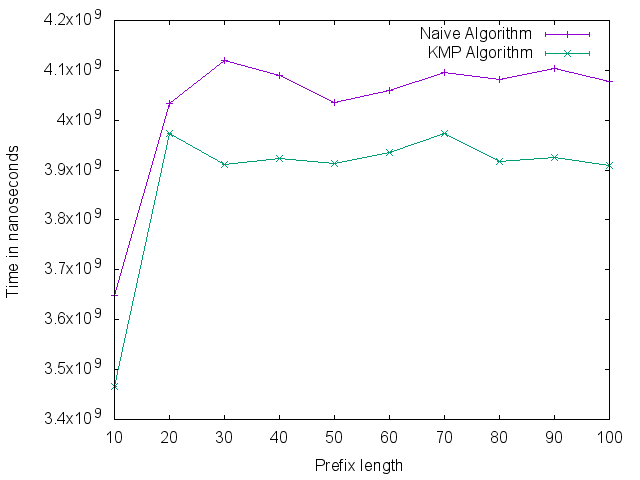 4.2x10^9
4.1x10^9
4x10^9
3.9x10^9
3.8x10^9
3.7x10^9
3.6x10^9
3.5x10^9
3.4x10^9
Time in nanoseconds
Naive Algorithm
KMP Algorithm
10 20 30 40 50 60 70 80 90 100
Prefix length